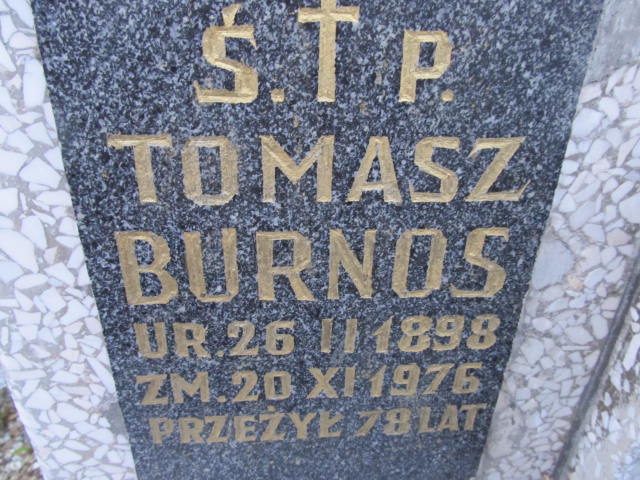 Ś. † P.
TOMASZ
BURNOS
UR. 26 II 1898
ZM. 20 XI 1976
PRZEŻYŁ 78 LAT